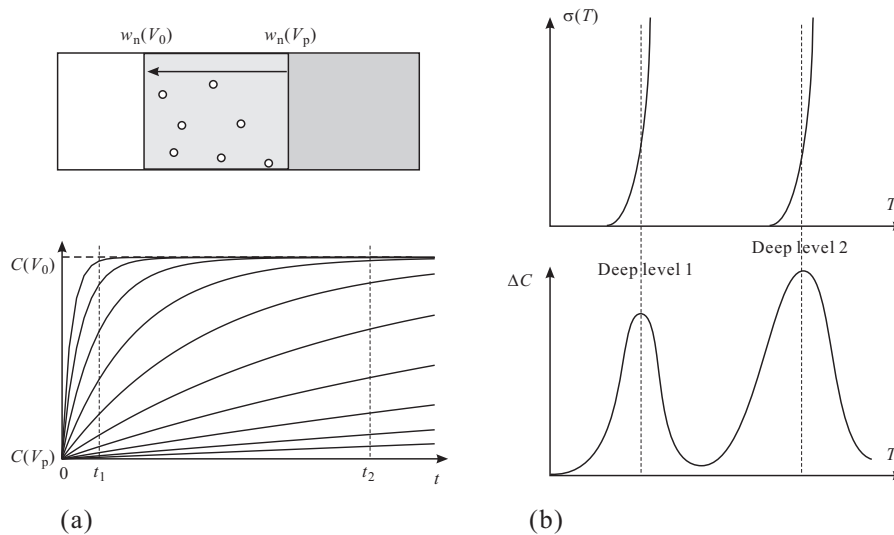 w_n(V_0) w_n(V_p)
C(V_0)
C(V_p)
0 t_1 t_2 t
(a)
σ(T)
T
Deep level 1 Deep level 2
ΔC
T
(b)